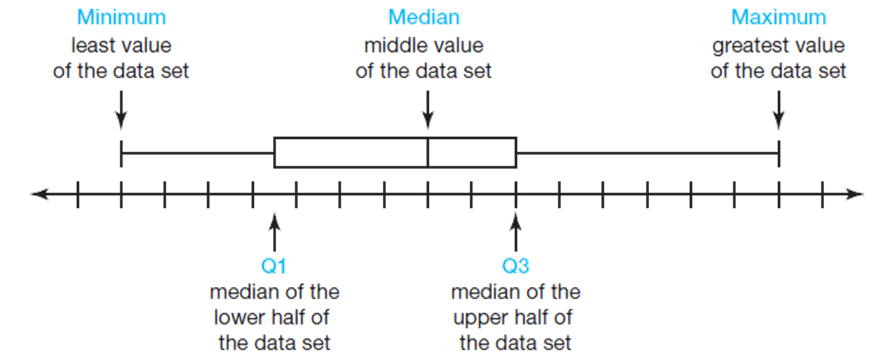 Minimum
least value
of the data set
Median
middle value
of the data set
Maximum
greatest value
of the data set
Q1
median of the
lower half of
the data set
Q3
median of the
upper half of
the data set